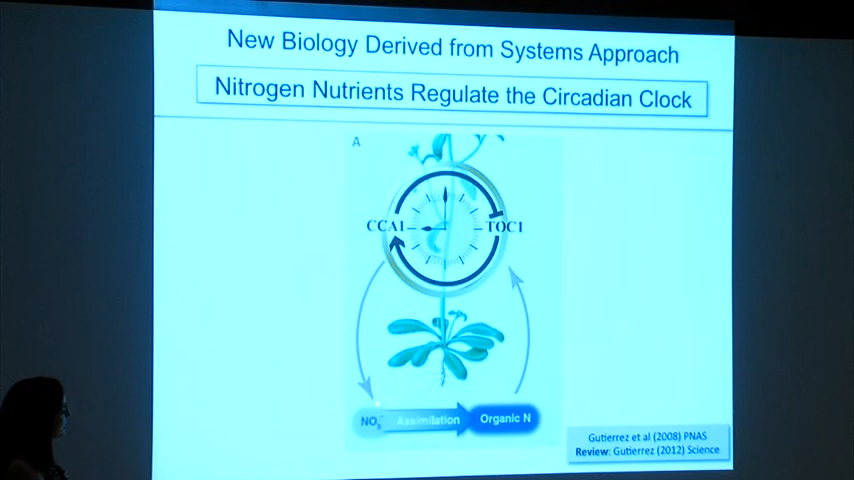 New Biology Derived from Systems Approach
Nitrogen Nutrients Regulate the Circadian Clock
A
CCA1
TOC1
NO3-
Assimilation
Organic N
Gutierrez et al (2008) PNAS
Review: Gutierrez (2012) Science